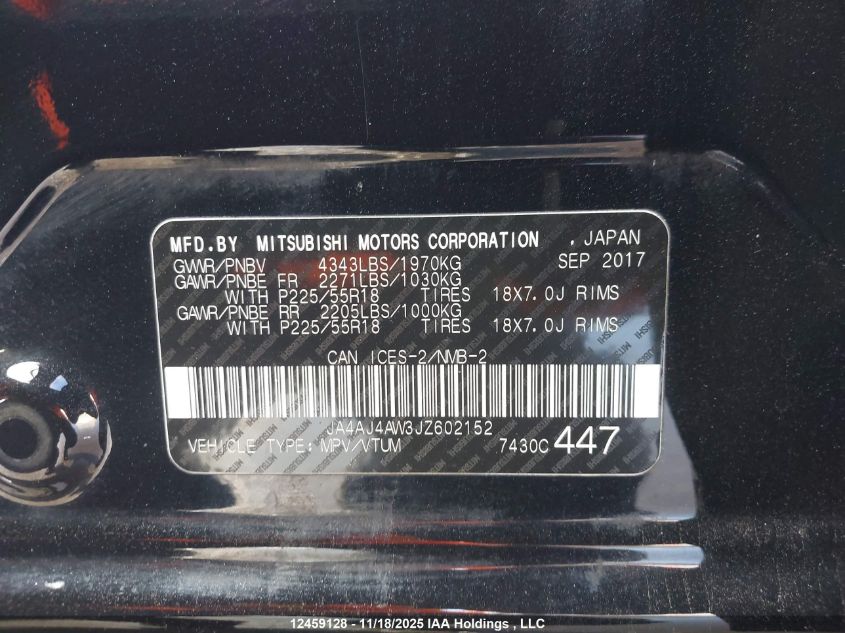 MFD.BY MITSUBISHI MOTORS CORPORATION , JAPAN
GVWR/PNBV 4343LBS/1970KG SEP 2017
GAWR/PNBE FR 2271LBS/1030KG
WITH P225/55R18 TIRES 18X7.0J RIMS
GAWR/PNBE RR 2205LBS/1000KG
WITH P225/55R18 TIRES 18X7.0J RIMS
CAN ICES-2/NMB-2
JA4AJ4AW3JZ602152
VEHICLE TYPE:MPV/VTUM 7430C 447
12459128 - 11/18/2025 IAA Holdings, LLC